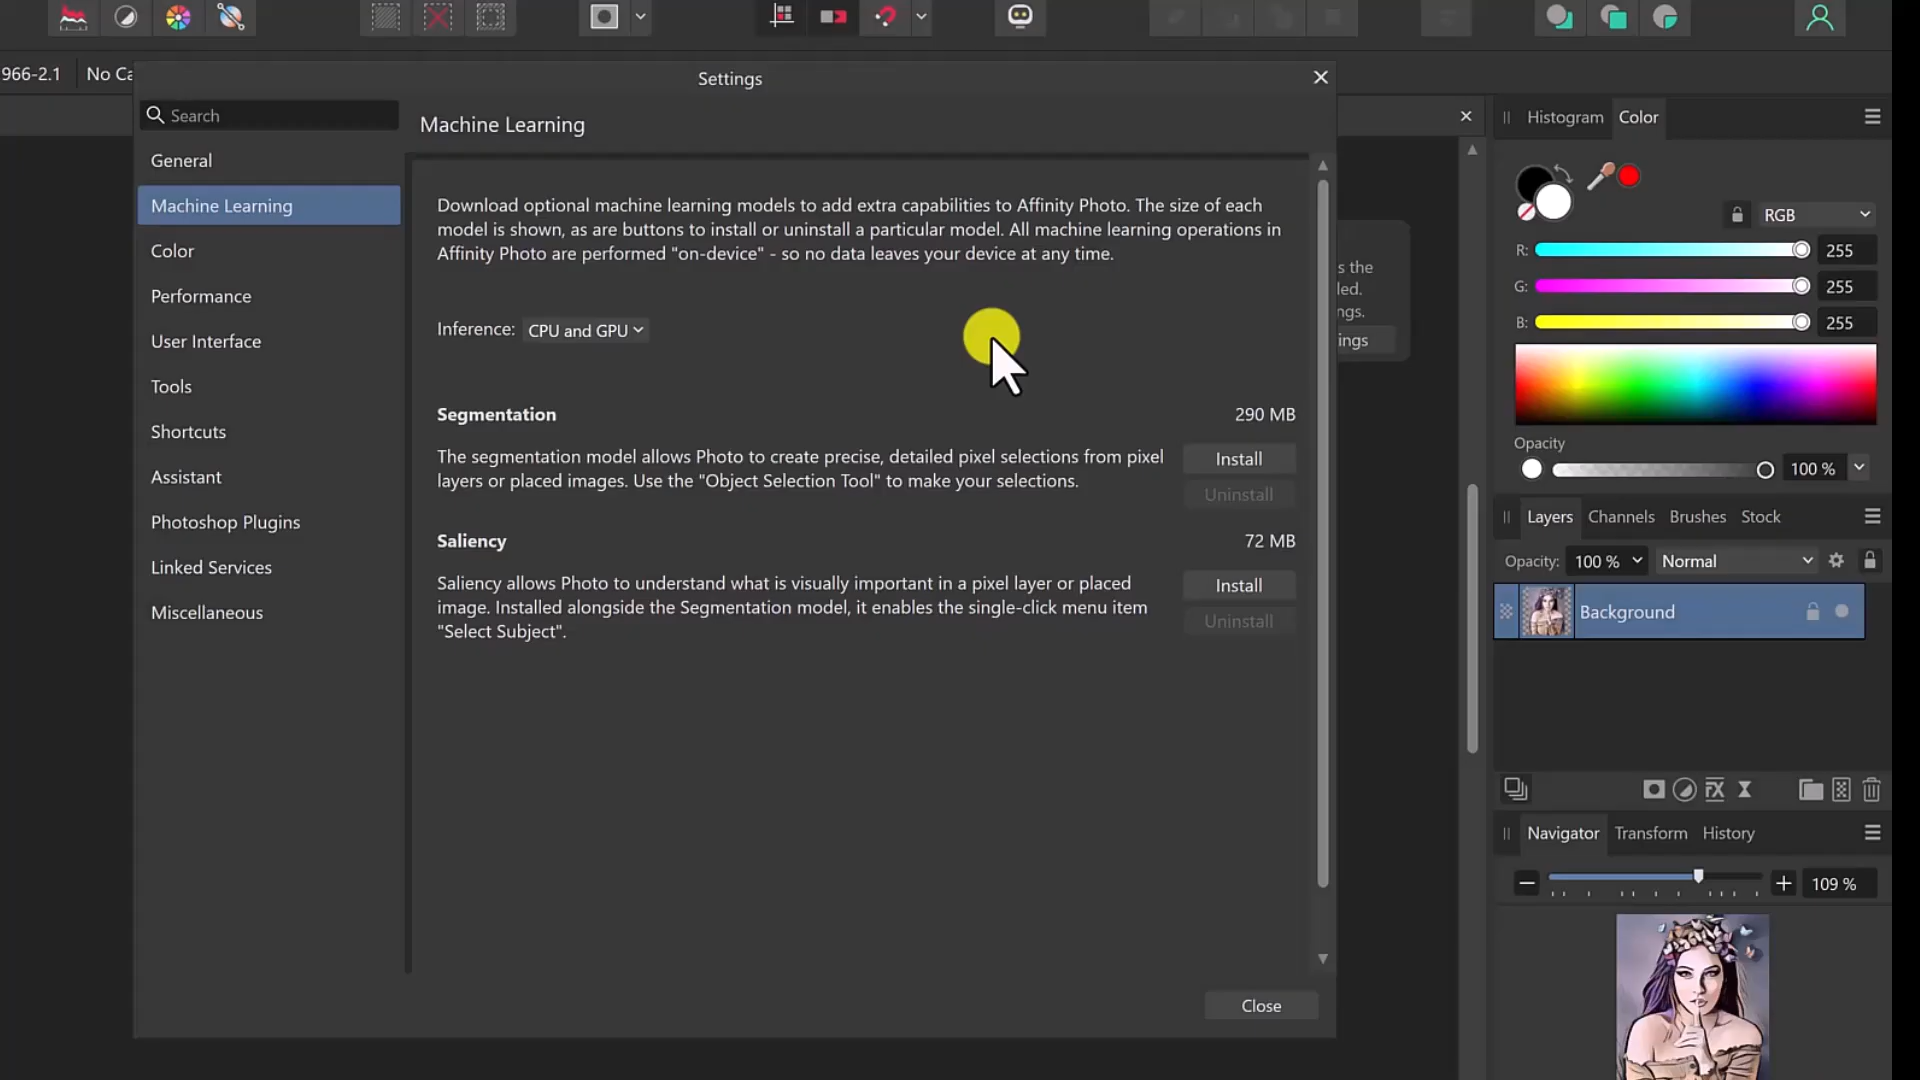 966-2.1
No Ca
Settings
Search
General
Machine Learning
Color
Performance
User Interface
Tools
Shortcuts
Assistant
Photoshop Plugins
Linked Services
Miscellaneous
Machine Learning
Download optional machine learning models to add extra capabilities to Affinity Photo. The size of each
model is shown, as are buttons to install or uninstall a particular model. All machine learning operations in
Affinity Photo are performed "on-device" - so no data leaves your device at any time.
Inference: CPU and GPU
Segmentation 290 MB
The segmentation model allows Photo to create precise, detailed pixel selections from pixel
layers or placed images. Use the "Object Selection Tool" to make your selections.
Install
Uninstall
Saliency 72 MB
Saliency allows Photo to understand what is visually important in a pixel layer or placed
image. Installed alongside the Segmentation model, it enables the single-click menu item
"Select Subject".
Install
Uninstall
Close
s the
led.
ngs.
ings
Histogram Color
RGB
R: 255
G: 255
B: 255
Opacity
100 %
Layers Channels Brushes Stock
Opacity: 100 % Normal
Background
Navigator Transform History
109 %